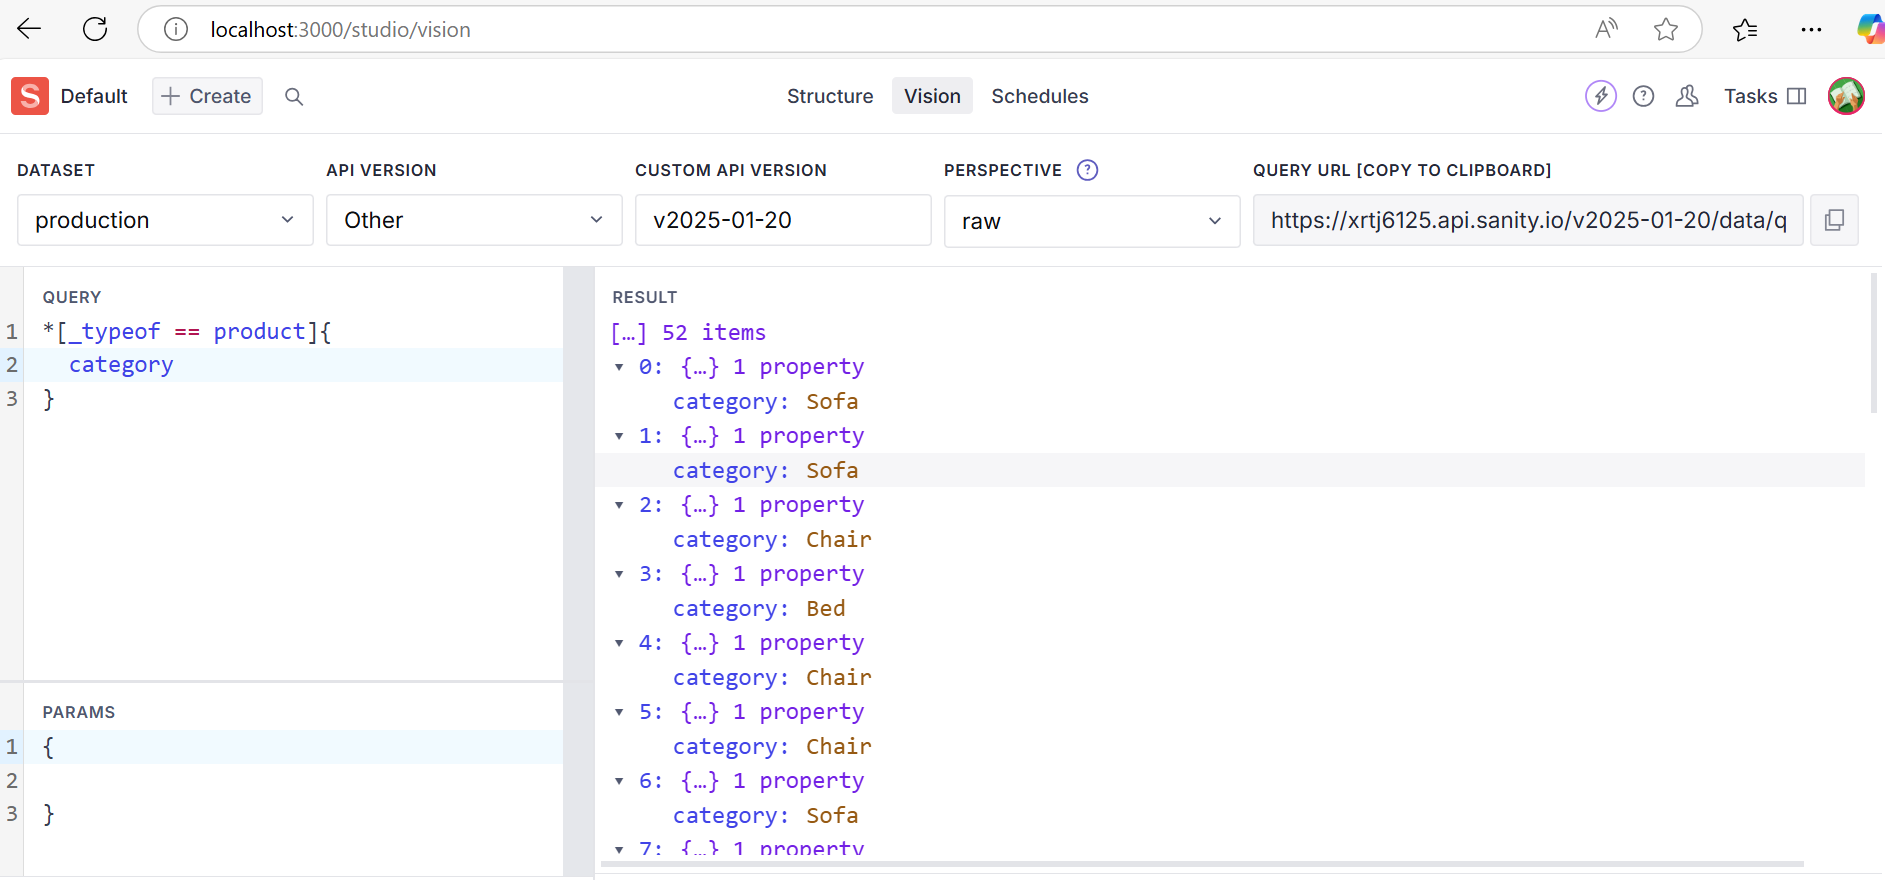 localhost:3000/studio/vision
S Default + Create Structure Vision Schedules Tasks
DATASET API VERSION CUSTOM API VERSION PERSPECTIVE ? QUERY URL [COPY TO CLIPBOARD]
production Other v2025-01-20 raw https://xrtj6125.api.sanity.io/v2025-01-20/data/q
QUERY
1 *[_typeof == product]{
2 category
3 }
PARAMS
1 {
2
3 }
RESULT
[…] 52 items
0: {…} 1 property
category: Sofa
1: {…} 1 property
category: Sofa
2: {…} 1 property
category: Chair
3: {…} 1 property
category: Bed
4: {…} 1 property
category: Chair
5: {…} 1 property
category: Chair
6: {…} 1 property
category: Sofa
7: {…} 1 property